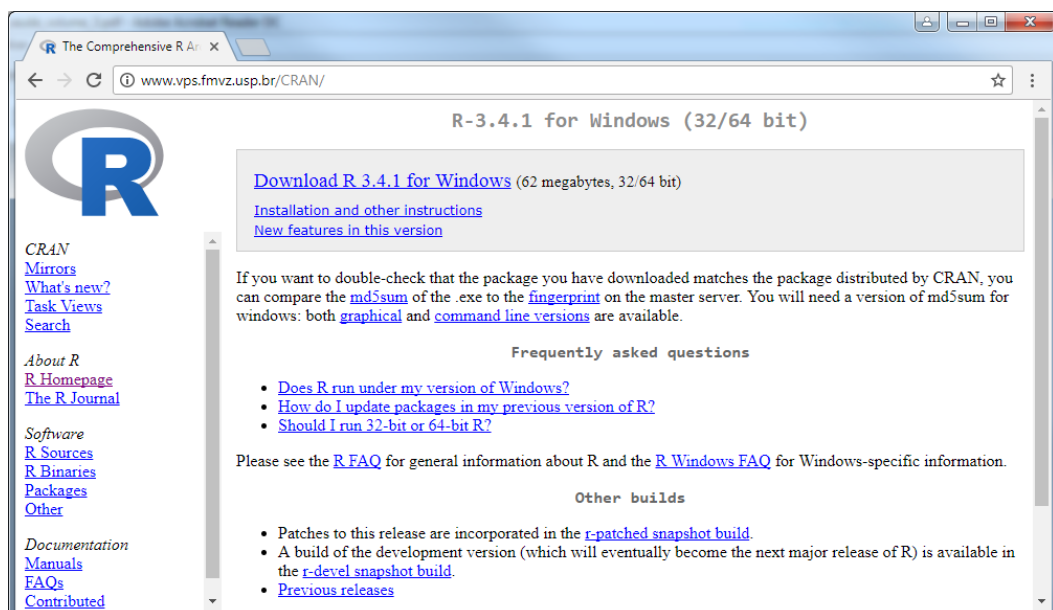 Adobe Acrobat Reader DC
The Comprehensive R Ar
www.vps.fmvz.usp.br/CRAN/
R
CRAN
Mirrors
What's new?
Task Views
Search
About R
R Homepage
The R Journal
Software
R Sources
R Binaries
Packages
Other
Documentation
Manuals
FAQs
Contributed
R-3.4.1 for Windows (32/64 bit)
Download R 3.4.1 for Windows (62 megabytes, 32/64 bit)
Installation and other instructions
New features in this version
If you want to double-check that the package you have downloaded matches the package distributed by CRAN, you
can compare the md5sum of the .exe to the fingerprint on the master server. You will need a version of md5sum for
windows: both graphical and command line versions are available.
Frequently asked questions
• Does R run under my version of Windows?
• How do I update packages in my previous version of R?
• Should I run 32-bit or 64-bit R?
Please see the R FAQ for general information about R and the R Windows FAQ for Windows-specific information.
Other builds
• Patches to this release are incorporated in the r-patched snapshot build.
• A build of the development version (which will eventually become the next major release of R) is available in
the r-devel snapshot build.
• Previous releases